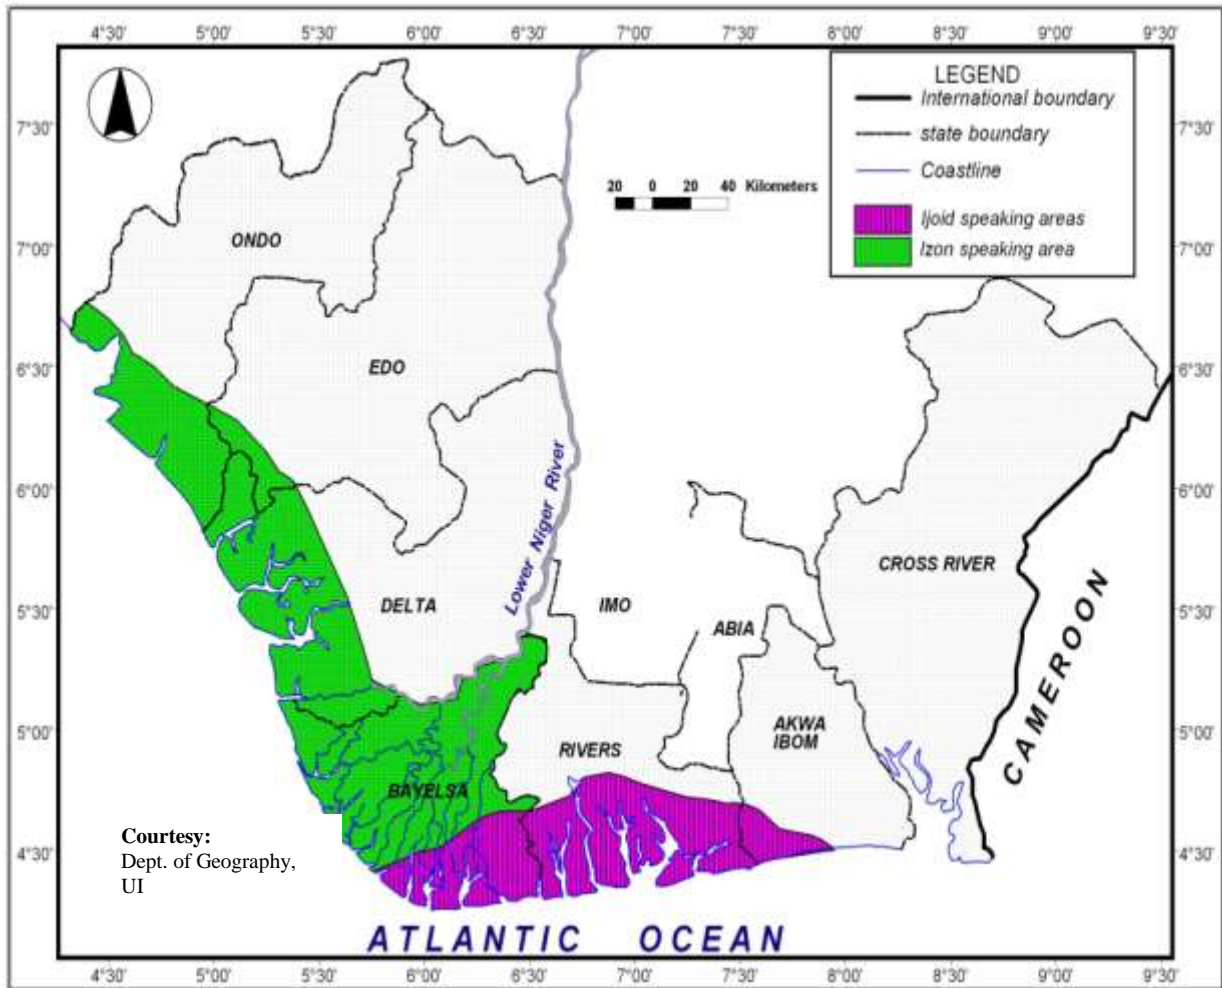 4°30' 5°00' 5°30' 6°00' 6°30' 7°00' 7°30' 8°00' 8°30' 9°00' 9°30'
LEGEND
International boundary
state boundary
Coastline
Ijoid speaking areas
Izon speaking area
7°30' 7°30'
20 0 20 40 Kilometers
ONDO
7°00' 7°00'
EDO
6°30' 6°30'
Lower Niger River
6°00' 6°00'
CROSS RIVER
DELTA
IMO
5°30' 5°30'
ABIA
CAMEROON
5°00' 5°00'
AKWA
IBOM
RIVERS
BAYELSA
Courtesy:
Dept. of Geography,
UI
4°30' 4°30'
ATLANTIC OCEAN
4°30' 5°00' 5°30' 6°00' 6°30' 7°00' 7°30' 8°00' 8°30' 9°00' 9°30'